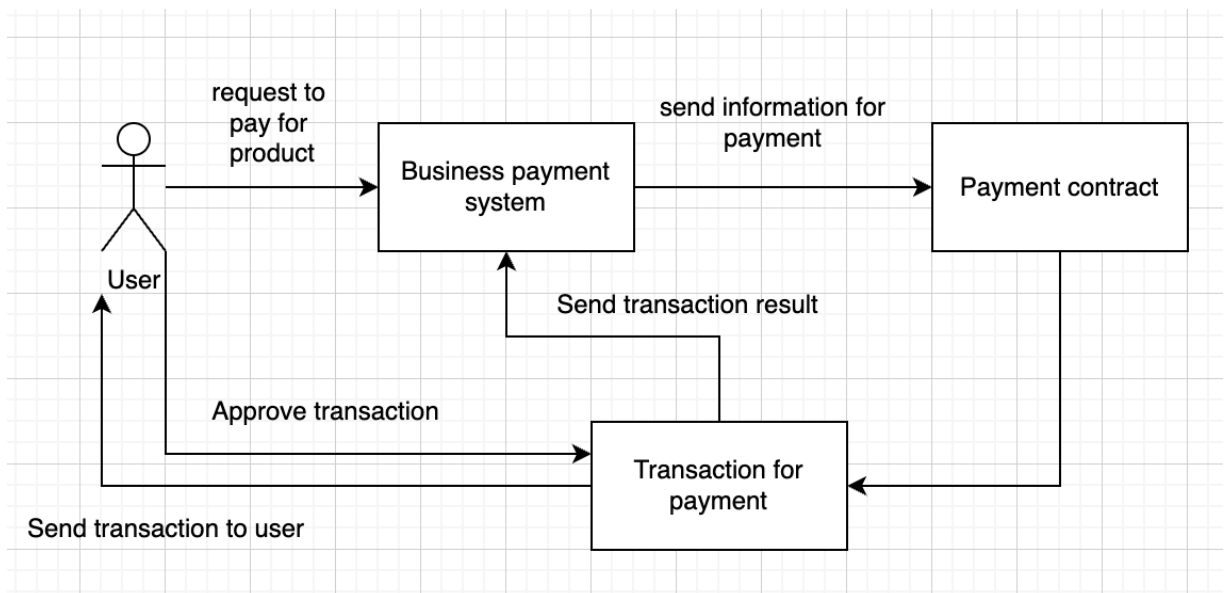 request to
pay for
product
send information for
payment
Business payment
system
Payment contract
User
Send transaction result
Approve transaction
Transaction for
payment
Send transaction to user